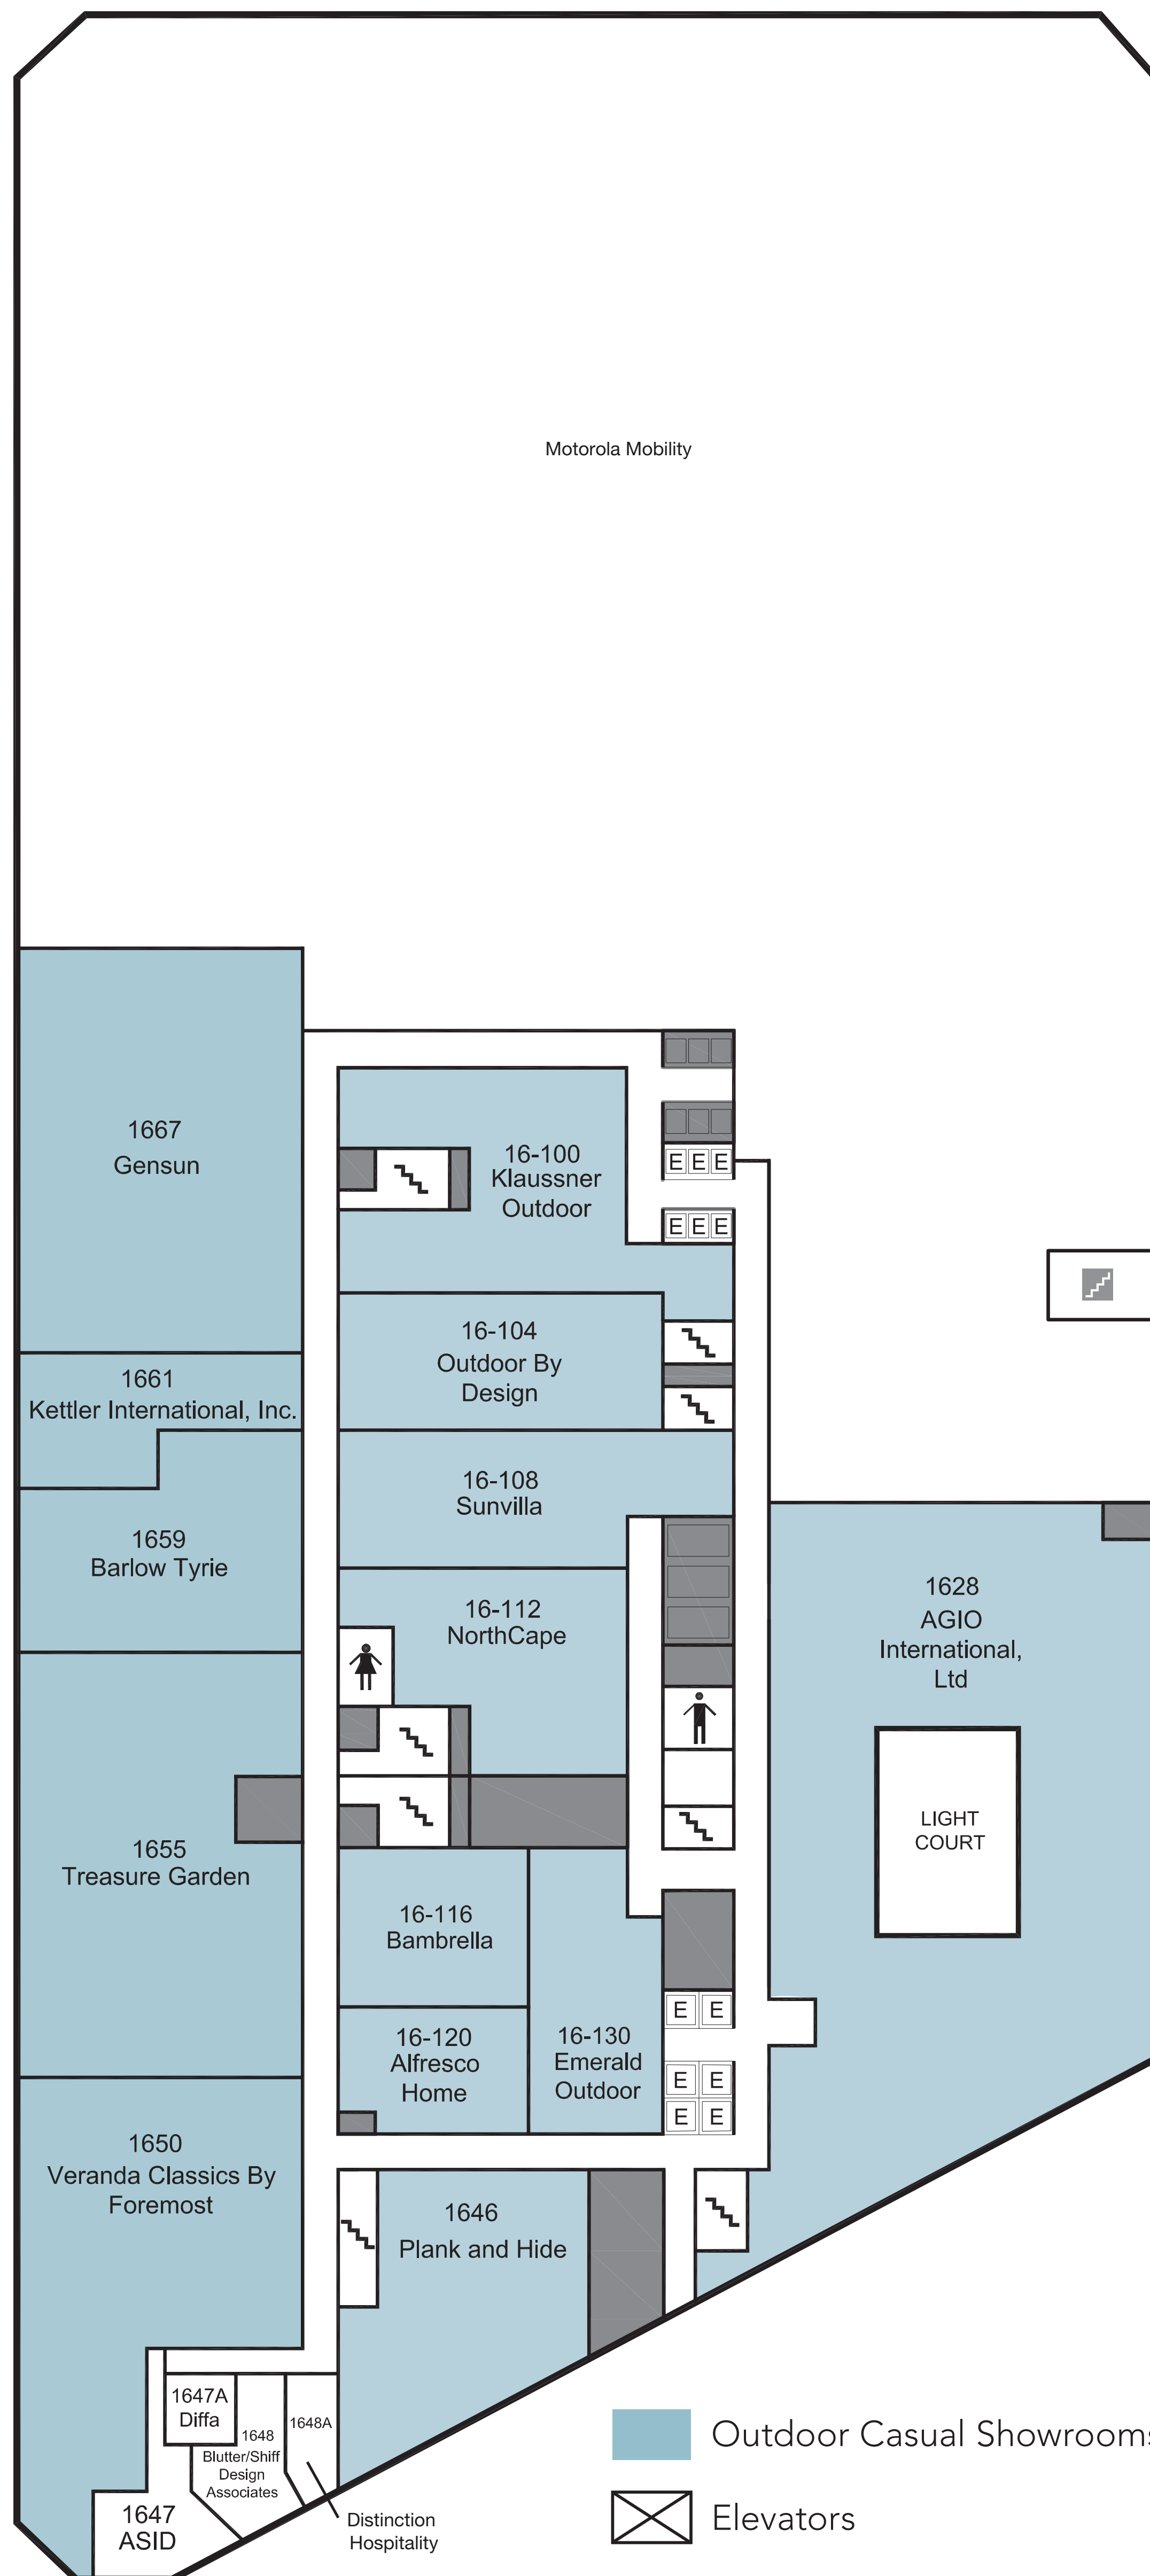 Motorola Mobility
1667
Gensun
16-100
Klaussner
Outdoor
E E E
E E E
16-104
Outdoor By
Design
1661
Kettler International, Inc.
16-108
Sunvilla
1659
Barlow Tyrie
16-112
NorthCape
1628
AGIO
International,
Ltd
LIGHT
COURT
1655
Treasure Garden
16-116
Bambrella
E E
16-120
Alfresco
Home
16-130
Emerald
Outdoor
E E
E E
1650
Veranda Classics By
Foremost
1646
Plank and Hide
1647A
Diffa
1648
Blutter/Shiff
Design
Associates
1648A
Distinction
Hospitality
1647
ASID
Outdoor Casual Showrooms
Elevators